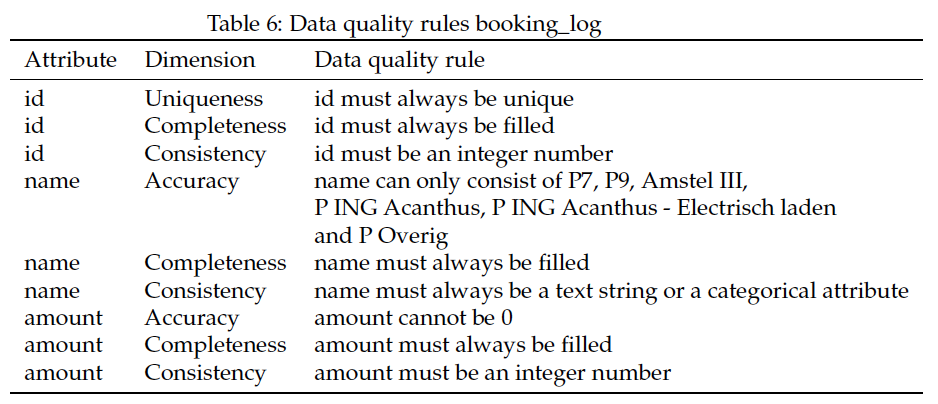 Table 6: Data quality rules booking_log
Attribute Dimension Data quality rule
id Uniqueness id must always be unique
id Completeness id must always be filled
id Consistency id must be an integer number
name Accuracy name can only consist of P7, P9, Amstel III,
P ING Acanthus, P ING Acanthus - Electrisch laden
and P Overig
name Completeness name must always be filled
name Consistency name must always be a text string or a categorical attribute
amount Accuracy amount cannot be 0
amount Completeness amount must always be filled
amount Consistency amount must be an integer number